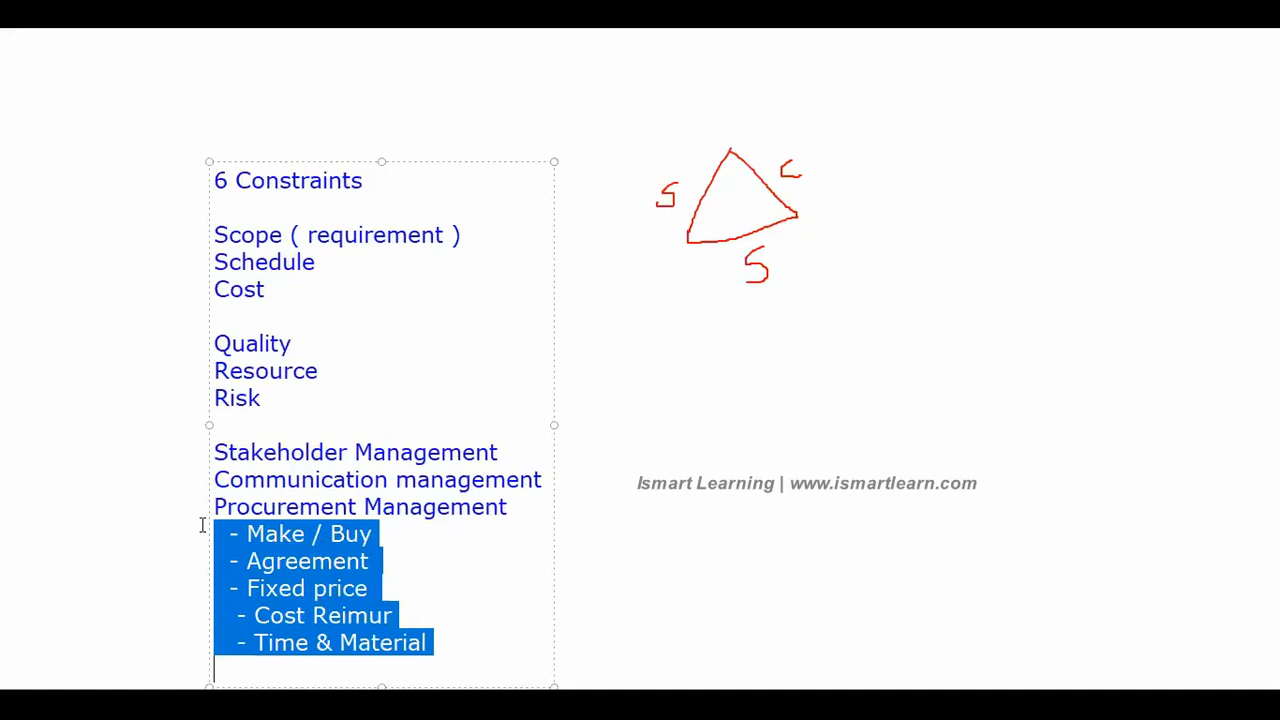 6 Constraints
Scope ( requirement )
Schedule
Cost
Quality
Resource
Risk
Stakeholder Management
Communication management
Procurement Management
- Make / Buy
- Agreement
- Fixed price
- Cost Reimur
- Time & Material
S
C
S
Ismart Learning | www.ismartlearn.com